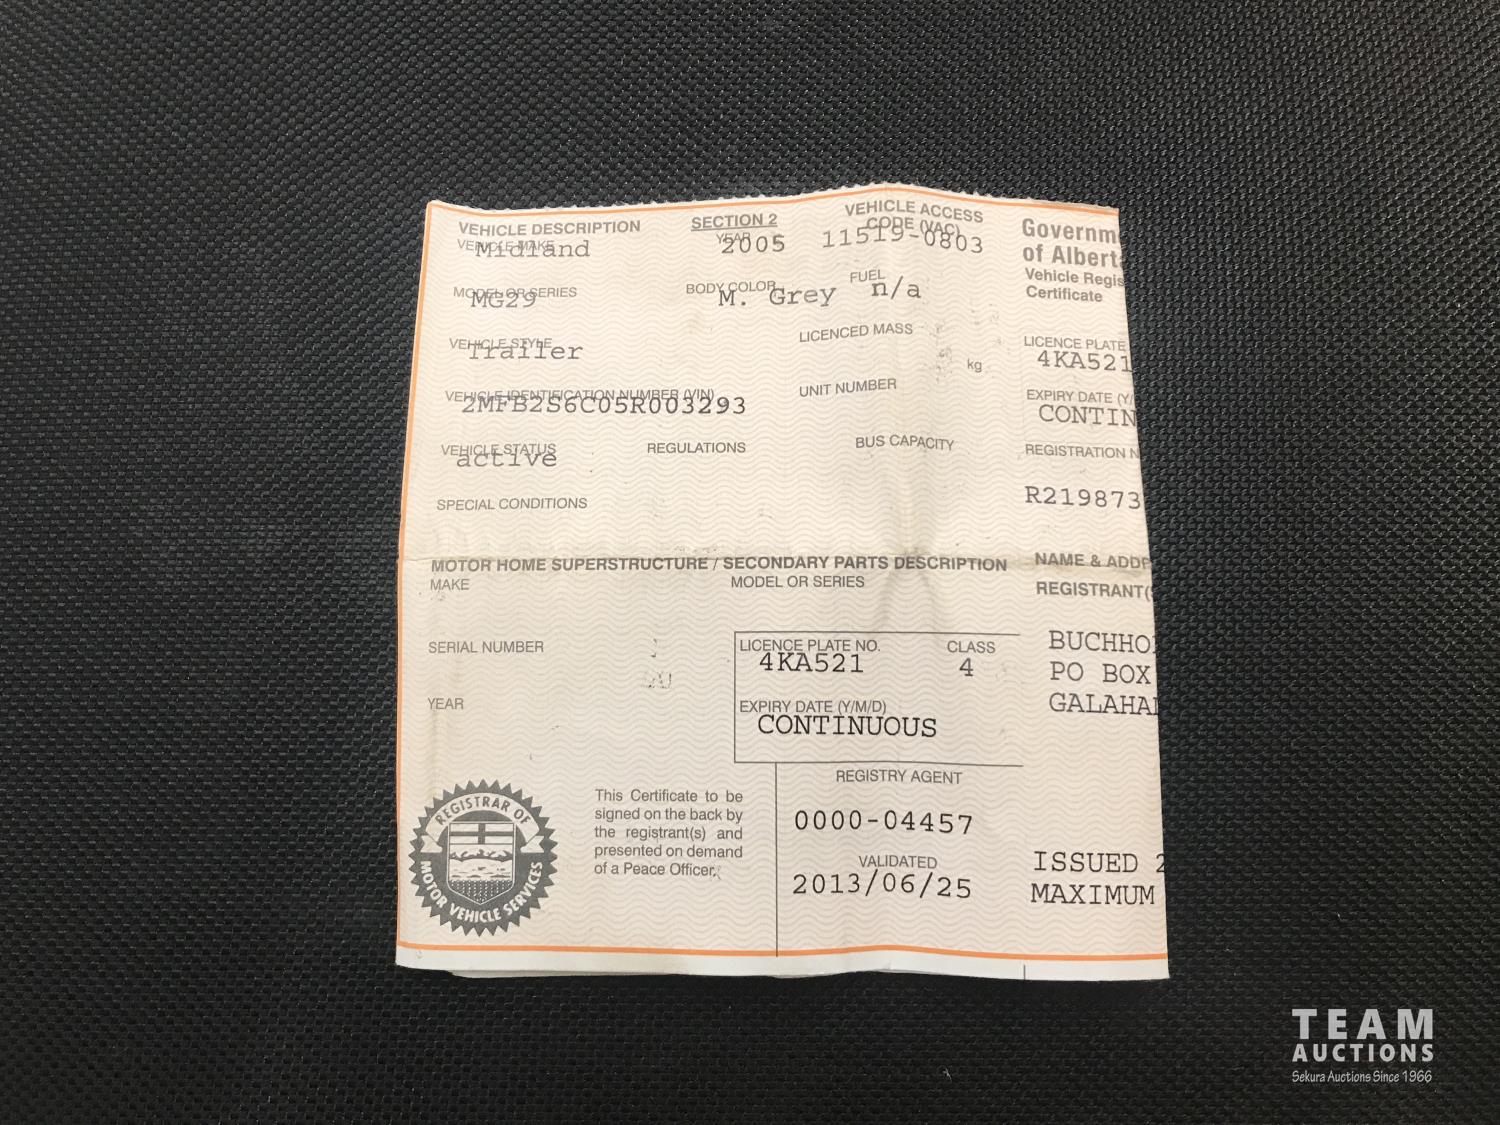 VEHICLE DESCRIPTION SECTION 2 VEHICLE ACCESS CODE (VAC)
VEHICLE MAKE YEAR
Midland 2005 11519-0803
MODEL OR SERIES BODY COLOR FUEL
MG29 M. Grey n/a
VEHICLE STYLE LICENCED MASS
Trailer kg
VEHICLE IDENTIFICATION NUMBER (VIN) UNIT NUMBER
2MFB2S6C05R003293
VEHICLE STATUS REGULATIONS BUS CAPACITY
active
SPECIAL CONDITIONS
MOTOR HOME SUPERSTRUCTURE / SECONDARY PARTS DESCRIPTION
MAKE MODEL OR SERIES
SERIAL NUMBER
YEAR
LICENCE PLATE NO. CLASS
4KA521 4
EXPIRY DATE (Y/M/D)
CONTINUOUS
REGISTRY AGENT
0000-04457
VALIDATED
2013/06/25
REGISTRAR OF
MOTOR VEHICLE SERVICES
This Certificate to be
signed on the back by
the registrant(s) and
presented on demand
of a Peace Officer.
Governm
of Albert
Vehicle Regis
Certificate
LICENCE PLATE
4KA521
EXPIRY DATE (Y/
CONTIN
REGISTRATION N
R219873
NAME & ADD
REGISTRANT(
BUCHHO
PO BOX
GALAHA
ISSUED 2
MAXIMUM
TEAM
AUCTIONS
Sekura Auctions Since 1966